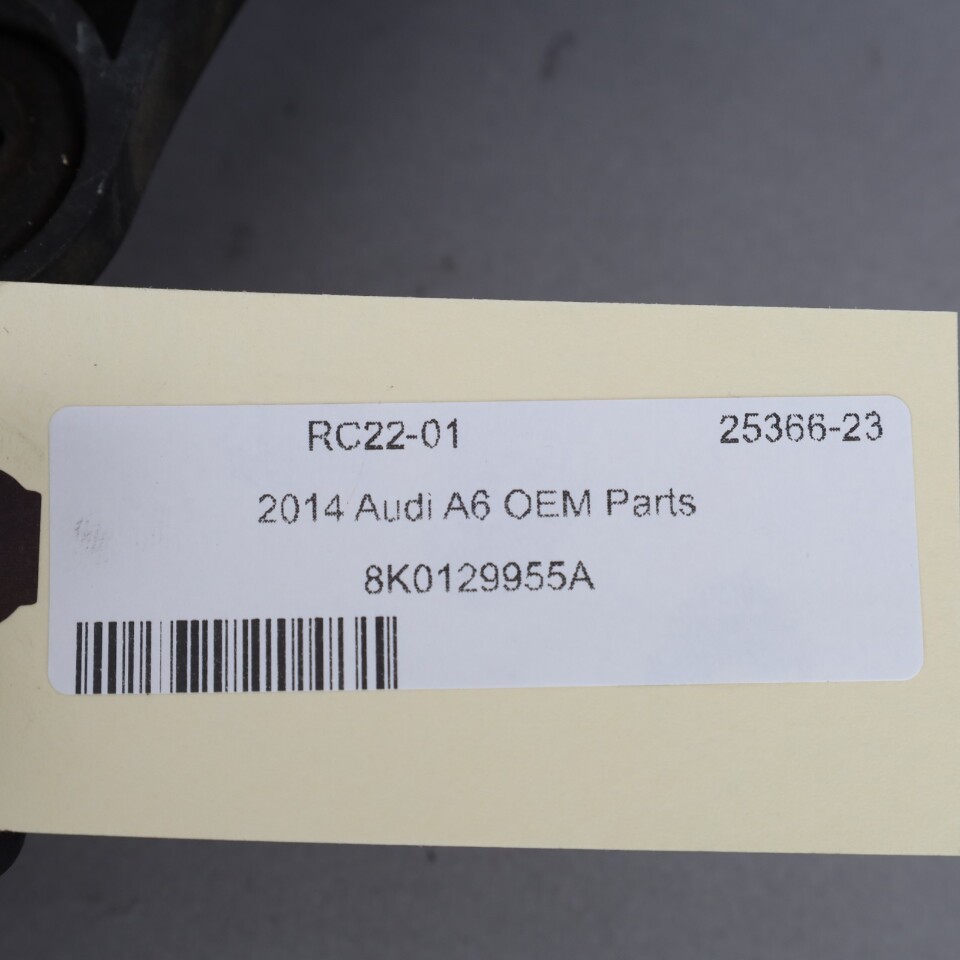 RC22-01 25366-23
2014 Audi A6 OEM Parts
8K0129955A